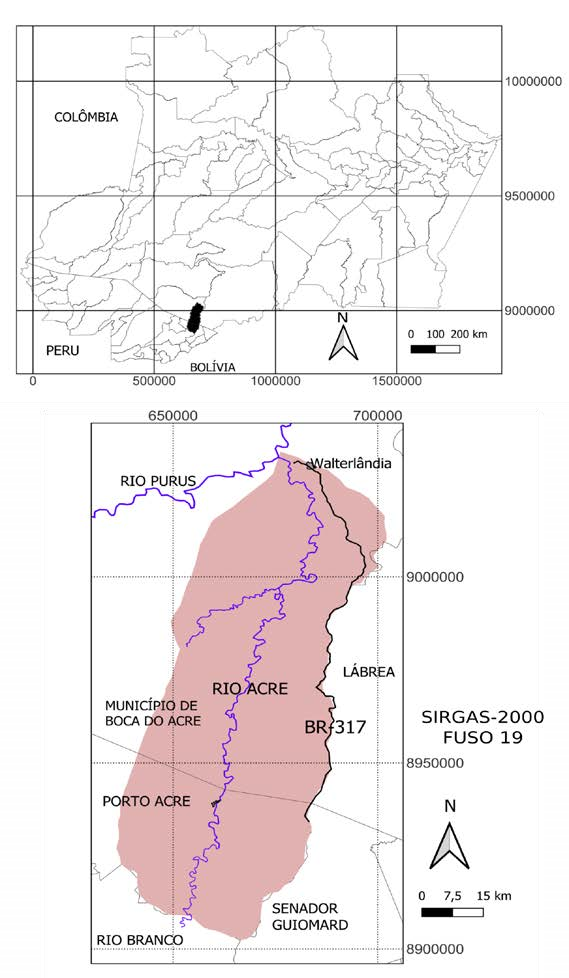 COLÔMBIA
10000000
9500000
9000000
N
0 100 200 km
PERU
BOLÍVIA
0 500000 1000000 1500000
650000 700000
Walterlândia
RIO PURUS
9000000
LÁBREA
RIO ACRE
MUNICÍPIO DE
BOCA DO ACRE
BR-317
SIRGAS-2000
FUSO 19
8950000
PORTO ACRE
N
0 7,5 15 km
SENADOR
GUIOMARD
RIO BRANCO
8900000